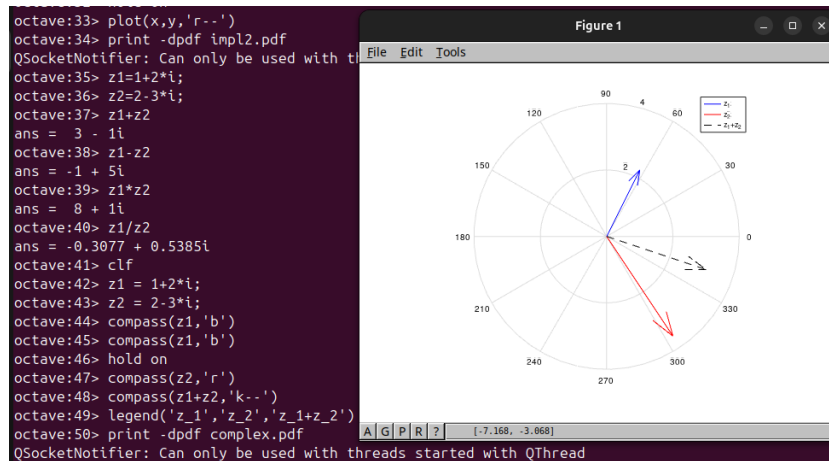 octave:33> plot(x,y,'r--')
octave:34> print -dpdf impl2.pdf
QSocketNotifier: Can only be used with th
octave:35> z1=1+2*i;
octave:36> z2=2-3*i;
octave:37> z1+z2
ans =  3 - 1i
octave:38> z1-z2
ans = -1 + 5i
octave:39> z1*z2
ans =  8 + 1i
octave:40> z1/z2
ans = -0.3077 + 0.5385i
octave:41> clf
octave:42> z1 = 1+2*i;
octave:43> z2 = 2-3*i;
octave:44> compass(z1,'b')
octave:45> compass(z1,'b')
octave:46> hold on
octave:47> compass(z2,'r')
octave:48> compass(z1+z2,'k--')
octave:49> legend('z_1','z_2','z_1+z_2')
octave:50> print -dpdf complex.pdf
QSocketNotifier: Can only be used with threads started with QThread
Figure 1
File Edit Tools
90
4
120
60
z1
z2
z1+z2
2
150
30
180
0
210
330
240
300
270
A G P R ?
[-7.168, -3.068]